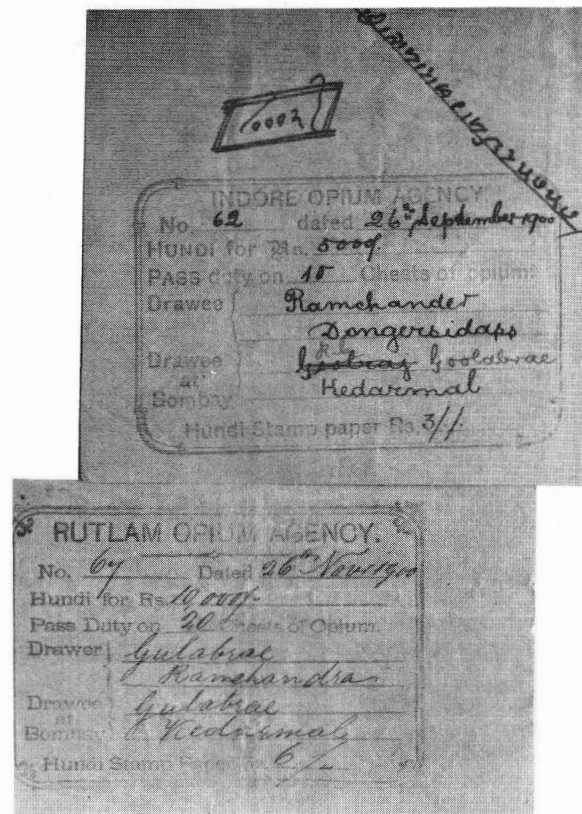 10002
INDORE OPIUM AGENCY
No. 62 dated 26th September 1900
HUNDI for Rs. 5000/.
PASS duty on 10 Chests of opium.
Drawee Ramchander
Dongersidass
Drawee Goolabrae
at Kedarmal
Bombay
Hundi Stamp paper Rs. 3//
RUTLAM OPIUM AGENCY.
No. 67 Dated 26th Novr 1900
Hundi for Rs 10,000/-
Pass Duty on 20 Chests of Opium.
Drawer Gulabrae
Ramchandra
Drawee Gulabrae
at
Bombay Kedurmal
Hundi Stamp Paper Rs 6/-